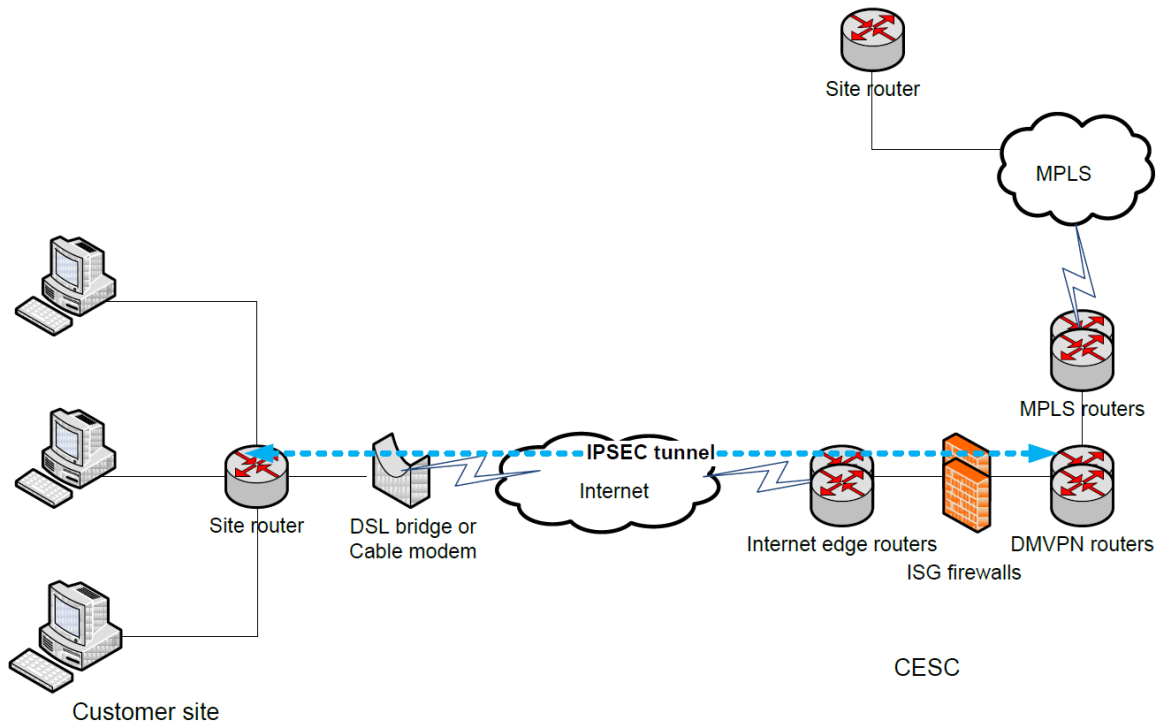 Site router
MPLS
MPLS routers
IPSEC tunnel
Internet
Site router
DSL bridge or
Cable modem
Internet edge routers
ISG firewalls
DMVPN routers
CESC
Customer site